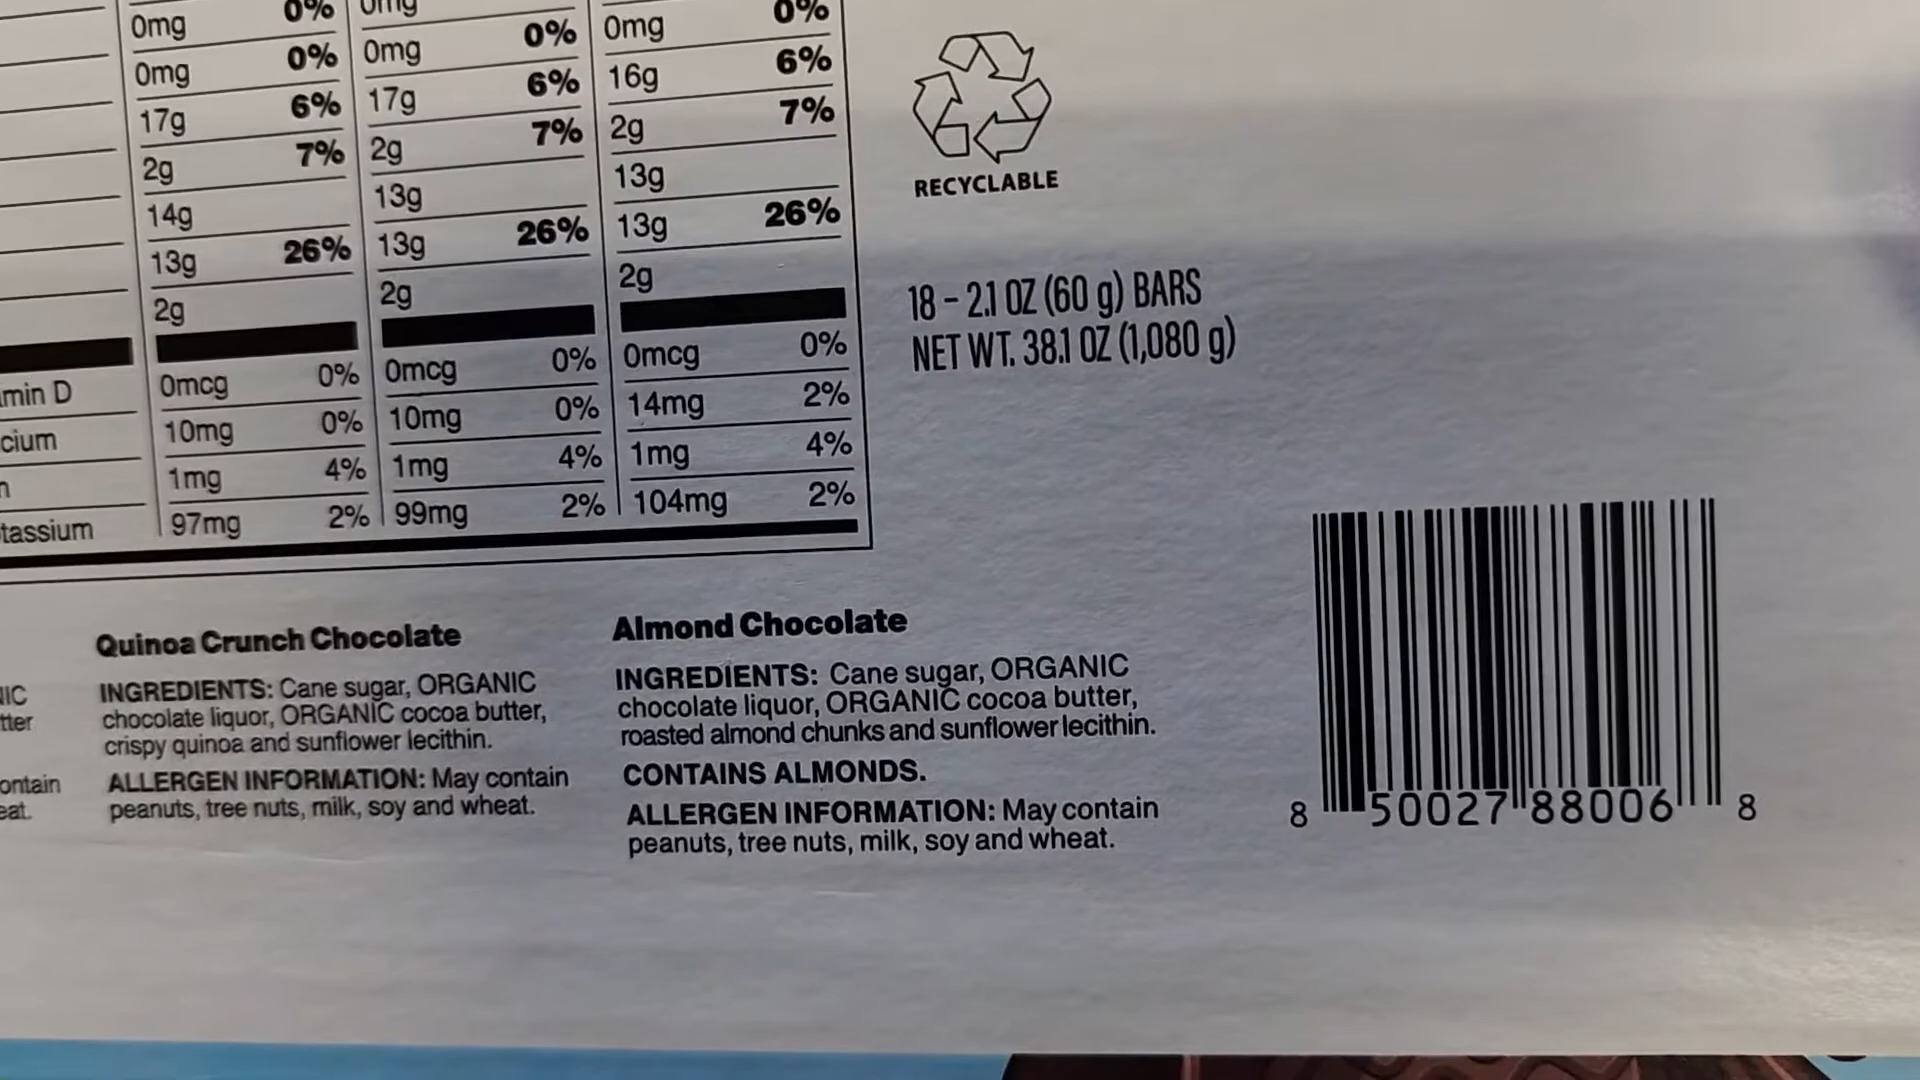 0mg 0% 0mg 0% 0mg 0%
0mg 0% 0mg 6% 16g 6%
17g 6% 17g 7% 2g 7%
2g 7% 2g 13g
14g 13g 13g 26%
13g 26% 13g 26% 2g
2g 2g
min D 0mcg 0% 0mcg 0% 0mcg 0%
cium 10mg 0% 10mg 0% 14mg 2%
n 1mg 4% 1mg 4% 1mg 4%
tassium 97mg 2% 99mg 2% 104mg 2%
RECYCLABLE
18 – 2.1 OZ (60 g) BARS
NET WT. 38.1 OZ (1,080 g)
tter
ontain
eat.
Quinoa Crunch Chocolate
INGREDIENTS: Cane sugar, ORGANIC
chocolate liquor, ORGANIC cocoa butter,
crispy quinoa and sunflower lecithin.
ALLERGEN INFORMATION: May contain
peanuts, tree nuts, milk, soy and wheat.
Almond Chocolate
INGREDIENTS: Cane sugar, ORGANIC
chocolate liquor, ORGANIC cocoa butter,
roasted almond chunks and sunflower lecithin.
CONTAINS ALMONDS.
ALLERGEN INFORMATION: May contain
peanuts, tree nuts, milk, soy and wheat.
8 50027 88006 8